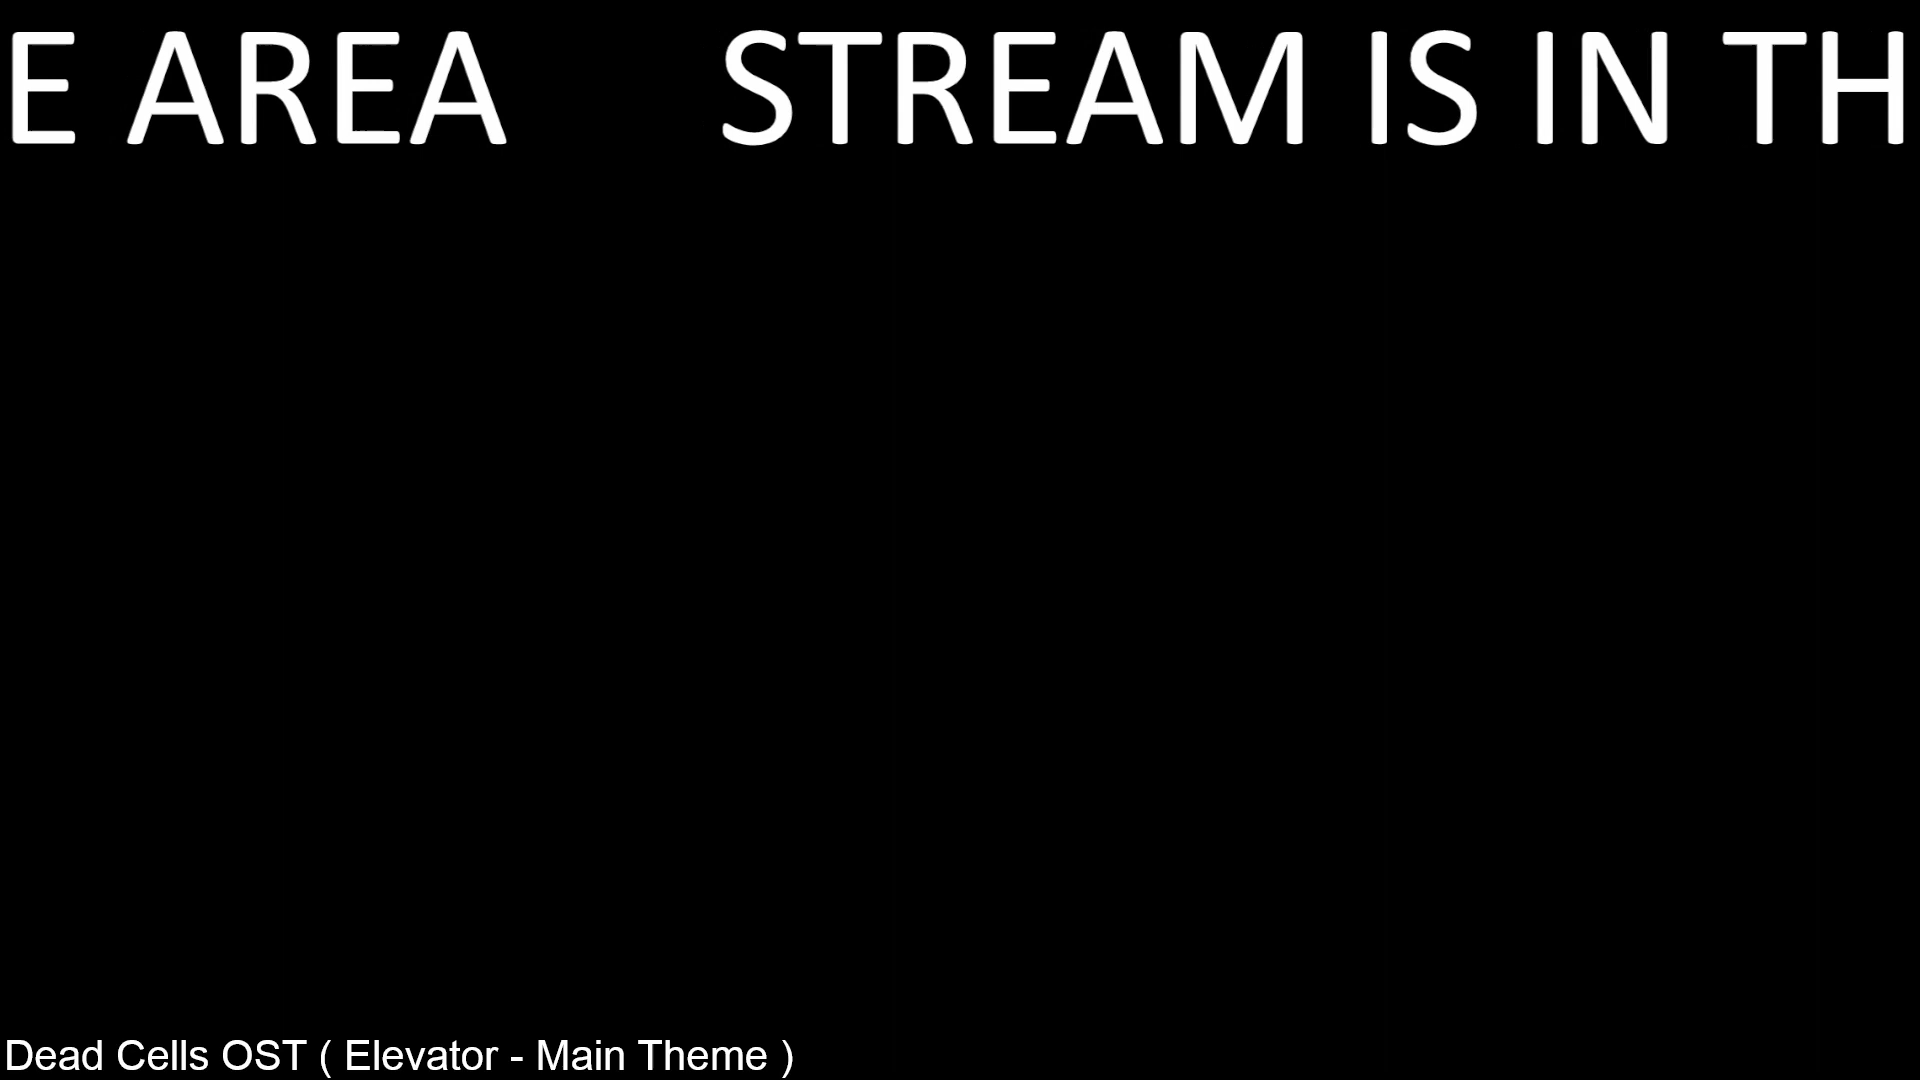 E AREA STREAM IS IN TH
Dead Cells OST ( Elevator - Main Theme )